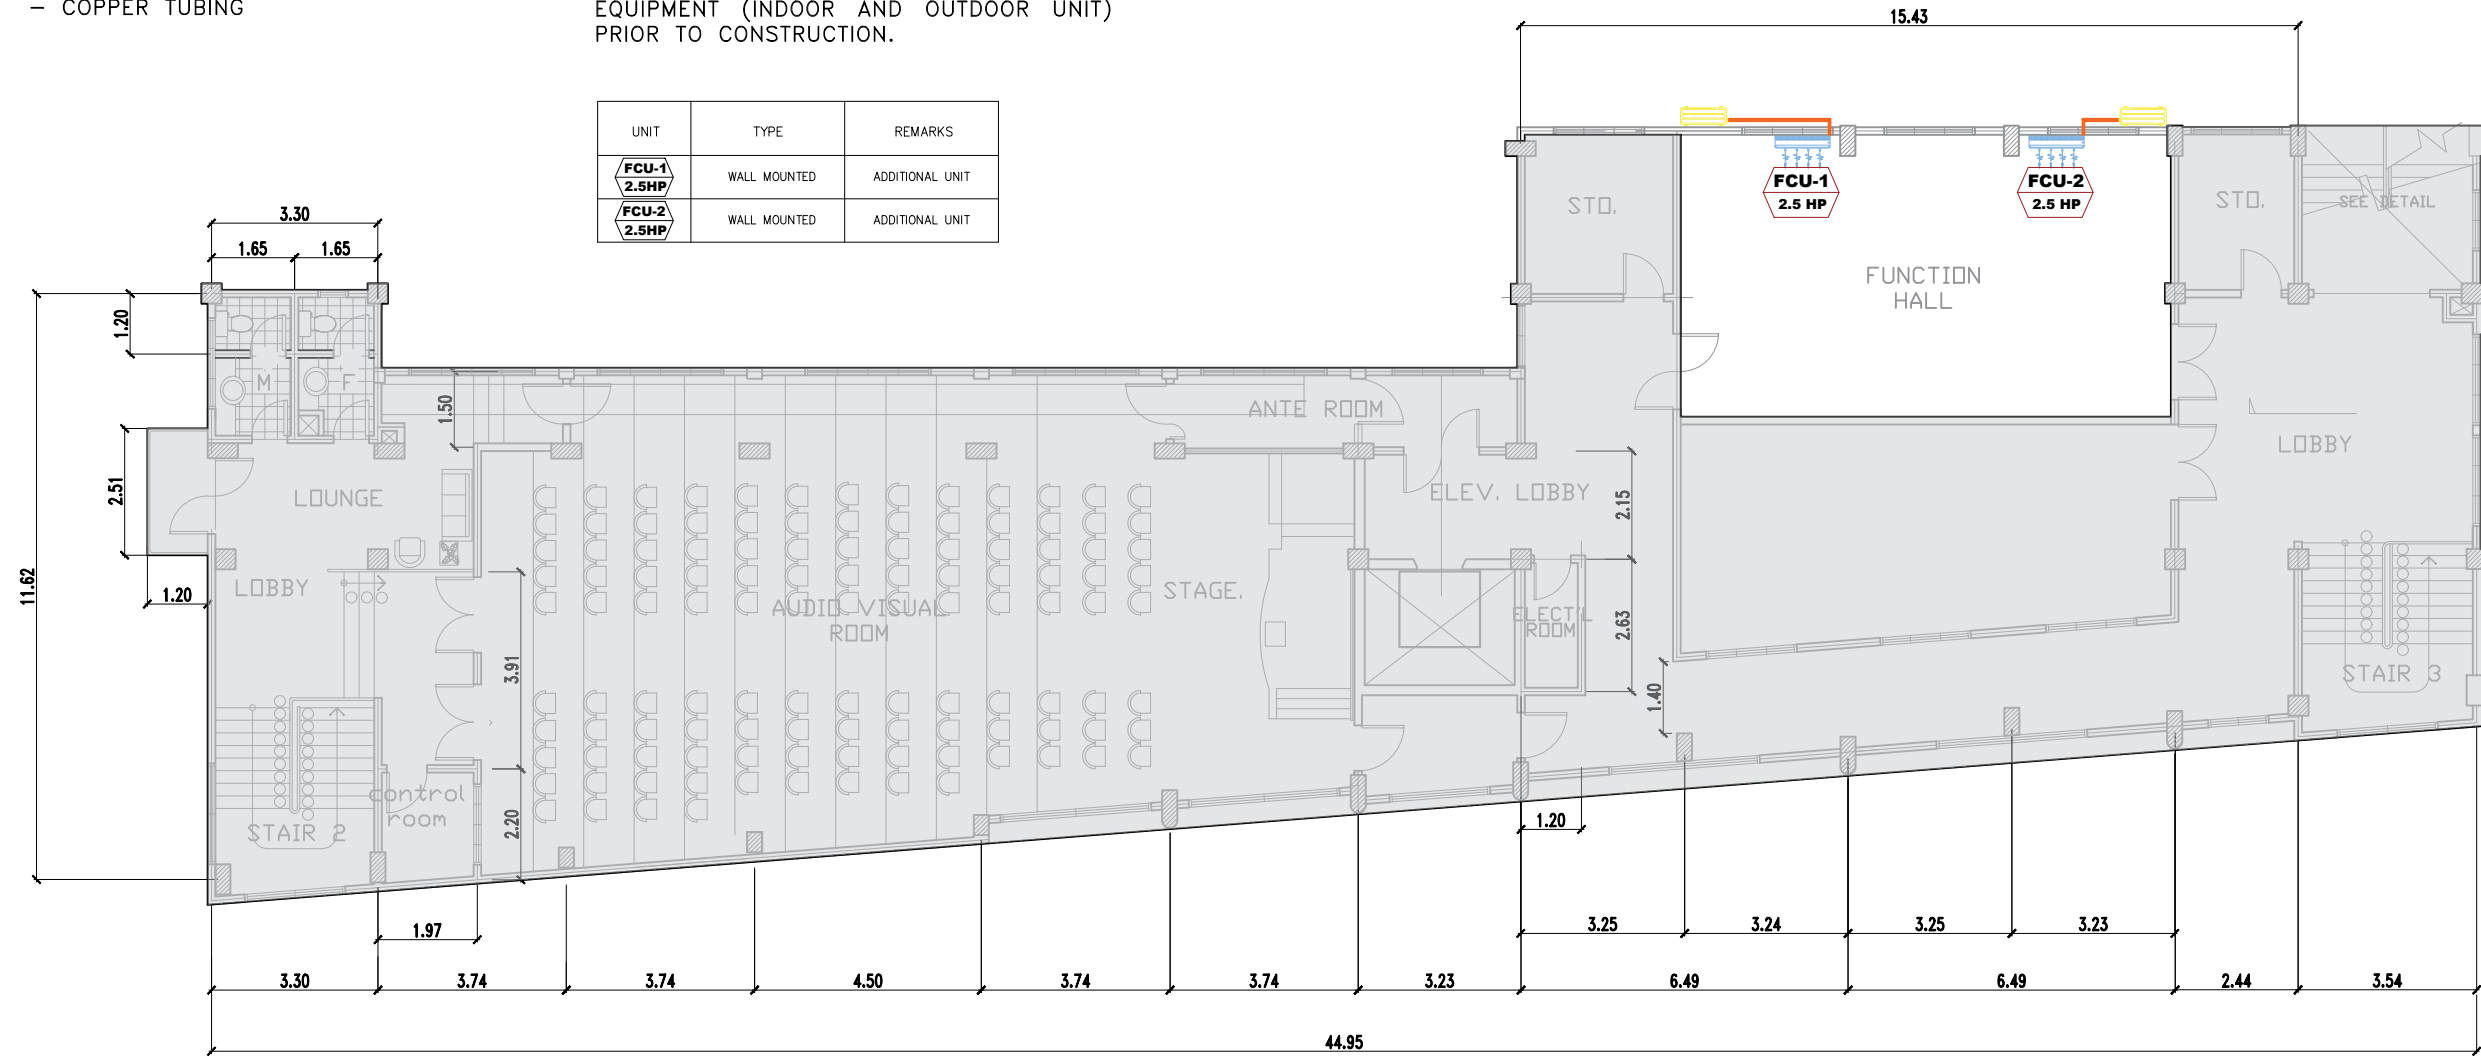 – COPPER TUBING
EQUIPMENT (INDOOR AND OUTDOOR UNIT)
PRIOR TO CONSTRUCTION.
15.43
UNIT TYPE REMARKS
FCU-1
2.5HP
WALL MOUNTED ADDITIONAL UNIT
FCU-2
2.5HP
WALL MOUNTED ADDITIONAL UNIT
FCU-1
2.5 HP
FCU-2
2.5 HP
STO.
STO.
SEE DETAIL
3.30
1.65 1.65
FUNCTION
HALL
1.20
M F
1.50
ANTE ROOM
LOBBY
2.51
LOUNGE
ELEV. LOBBY
2.15
11.62
LOBBY
1.20
AUDIO VISUAL
ROOM
STAGE.
ELECT'L
ROOM
2.63
3.91
1.40
STAIR 3
control
room
STAIR 2
2.20
1.20
1.97
3.25 3.24 3.25 3.23
3.30 3.74 3.74 4.50 3.74 3.74 3.23 6.49 6.49 2.44 3.54
44.95